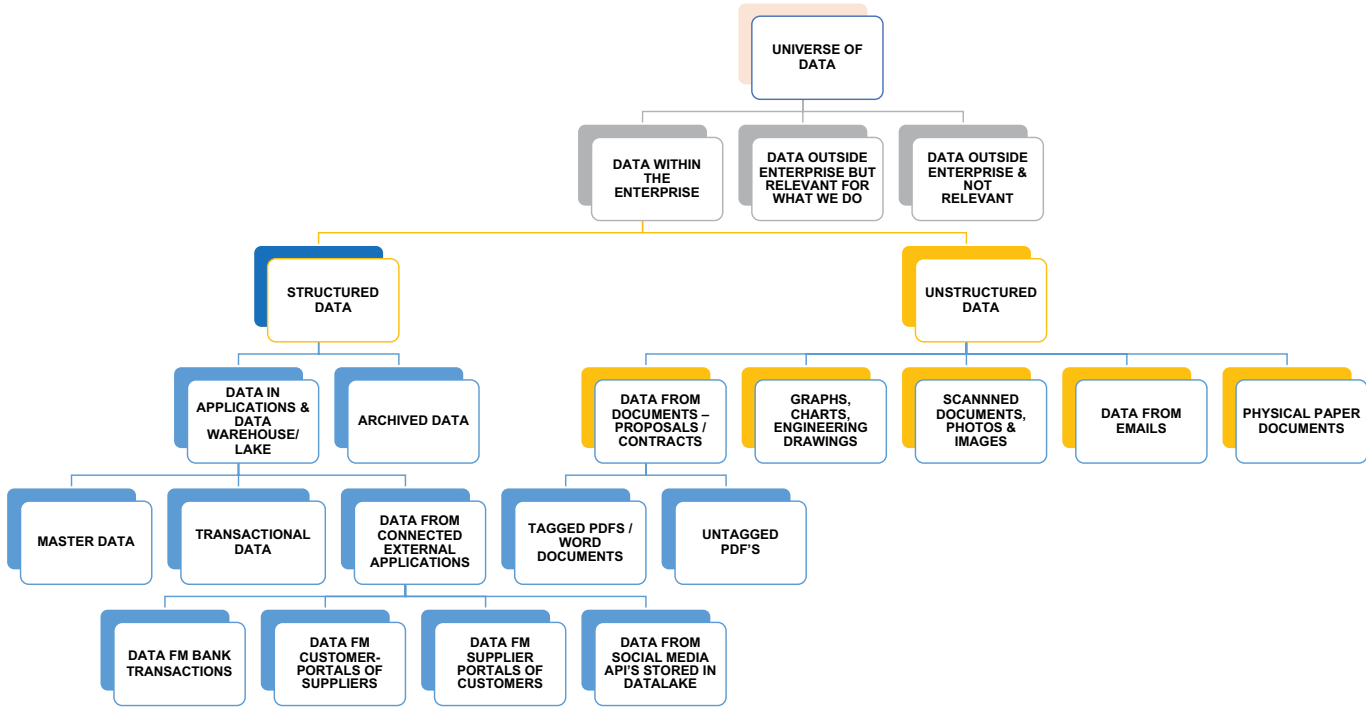 UNIVERSE OF
DATA
DATA WITHIN
THE
ENTERPRISE
DATA OUTSIDE
ENTERPRISE BUT
RELEVANT FOR
WHAT WE DO
DATA OUTSIDE
ENTERPRISE &
NOT
RELEVANT
STRUCTURED
DATA
UNSTRUCTURED
DATA
DATA IN
APPLICATIONS &
DATA
WAREHOUSE/
LAKE
ARCHIVED DATA
DATA FROM
DOCUMENTS –
PROPOSALS /
CONTRACTS
GRAPHS,
CHARTS,
ENGINEERING
DRAWINGS
SCANNNED
DOCUMENTS,
PHOTOS &
IMAGES
DATA FROM
EMAILS
PHYSICAL PAPER
DOCUMENTS
MASTER DATA
TRANSACTIONAL
DATA
DATA FROM
CONNECTED
EXTERNAL
APPLICATIONS
TAGGED PDFS /
WORD
DOCUMENTS
UNTAGGED
PDF'S
DATA FM BANK
TRANSACTIONS
DATA FM
CUSTOMER-
PORTALS OF
SUPPLIERS
DATA FM
SUPPLIER
PORTALS OF
CUSTOMERS
DATA FROM
SOCIAL MEDIA
API'S STORED IN
DATALAKE